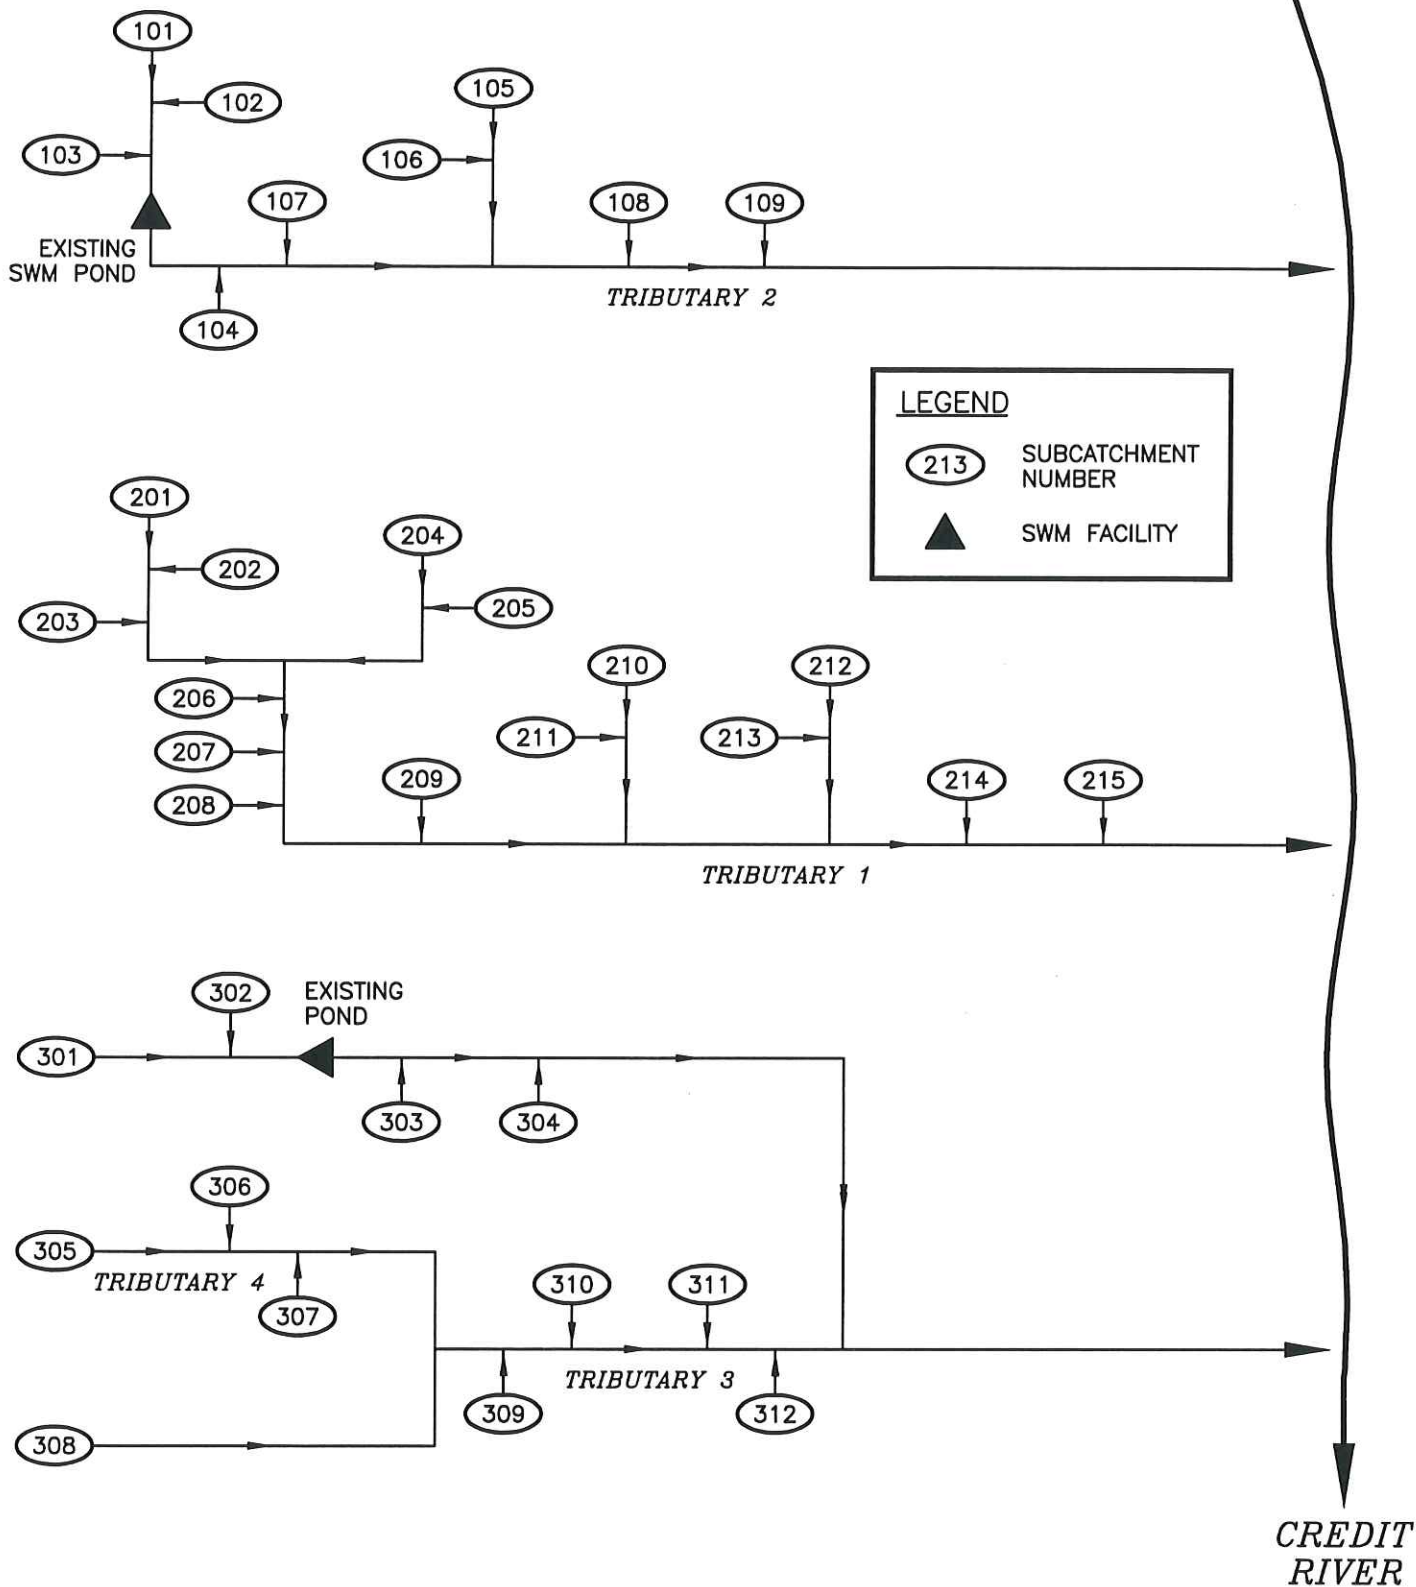 101
102
105
103
106
107
108
109
EXISTING
SWM POND
TRIBUTARY 2
104
LEGEND
213
SUBCATCHMENT
NUMBER
SWM FACILITY
201
202
204
203
205
206
210
212
207
211
213
208
209
214
215
TRIBUTARY 1
302
EXISTING
POND
301
303
304
306
305
TRIBUTARY 4
307
310
311
TRIBUTARY 3
309
312
308
CREDIT
RIVER